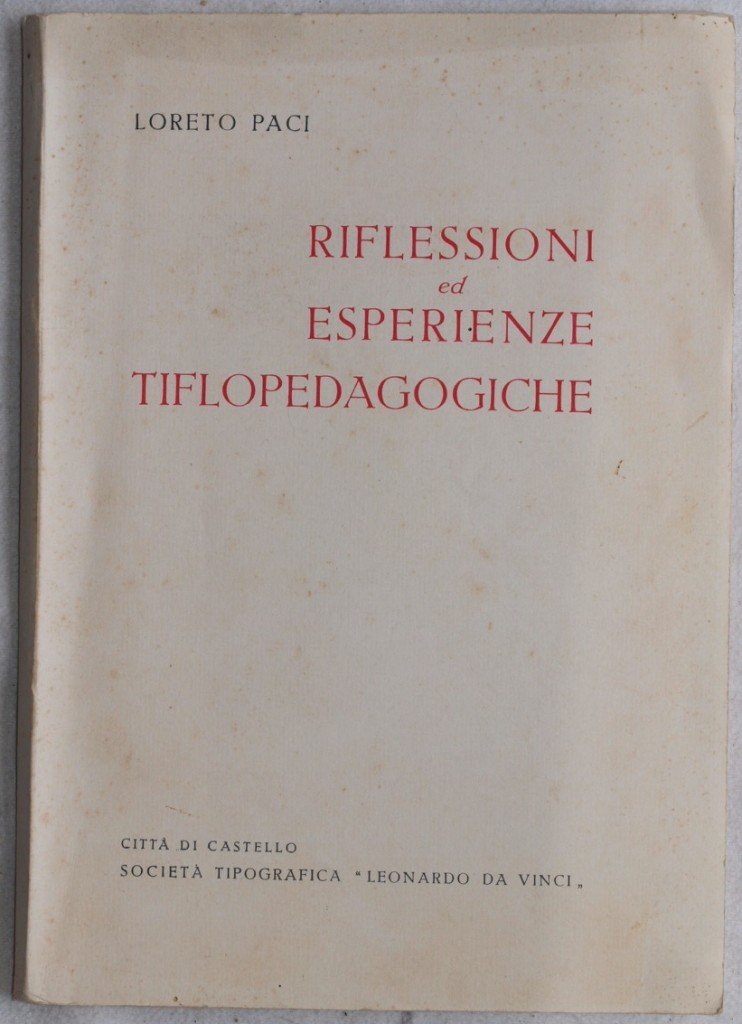 LORETO PACI
RIFLESSIONI
ed
ESPERIENZE
TIFLOPEDAGOGICHE
CITTÀ DI CASTELLO
SOCIETÀ TIPOGRAFICA “ LEONARDO DA VINCI „